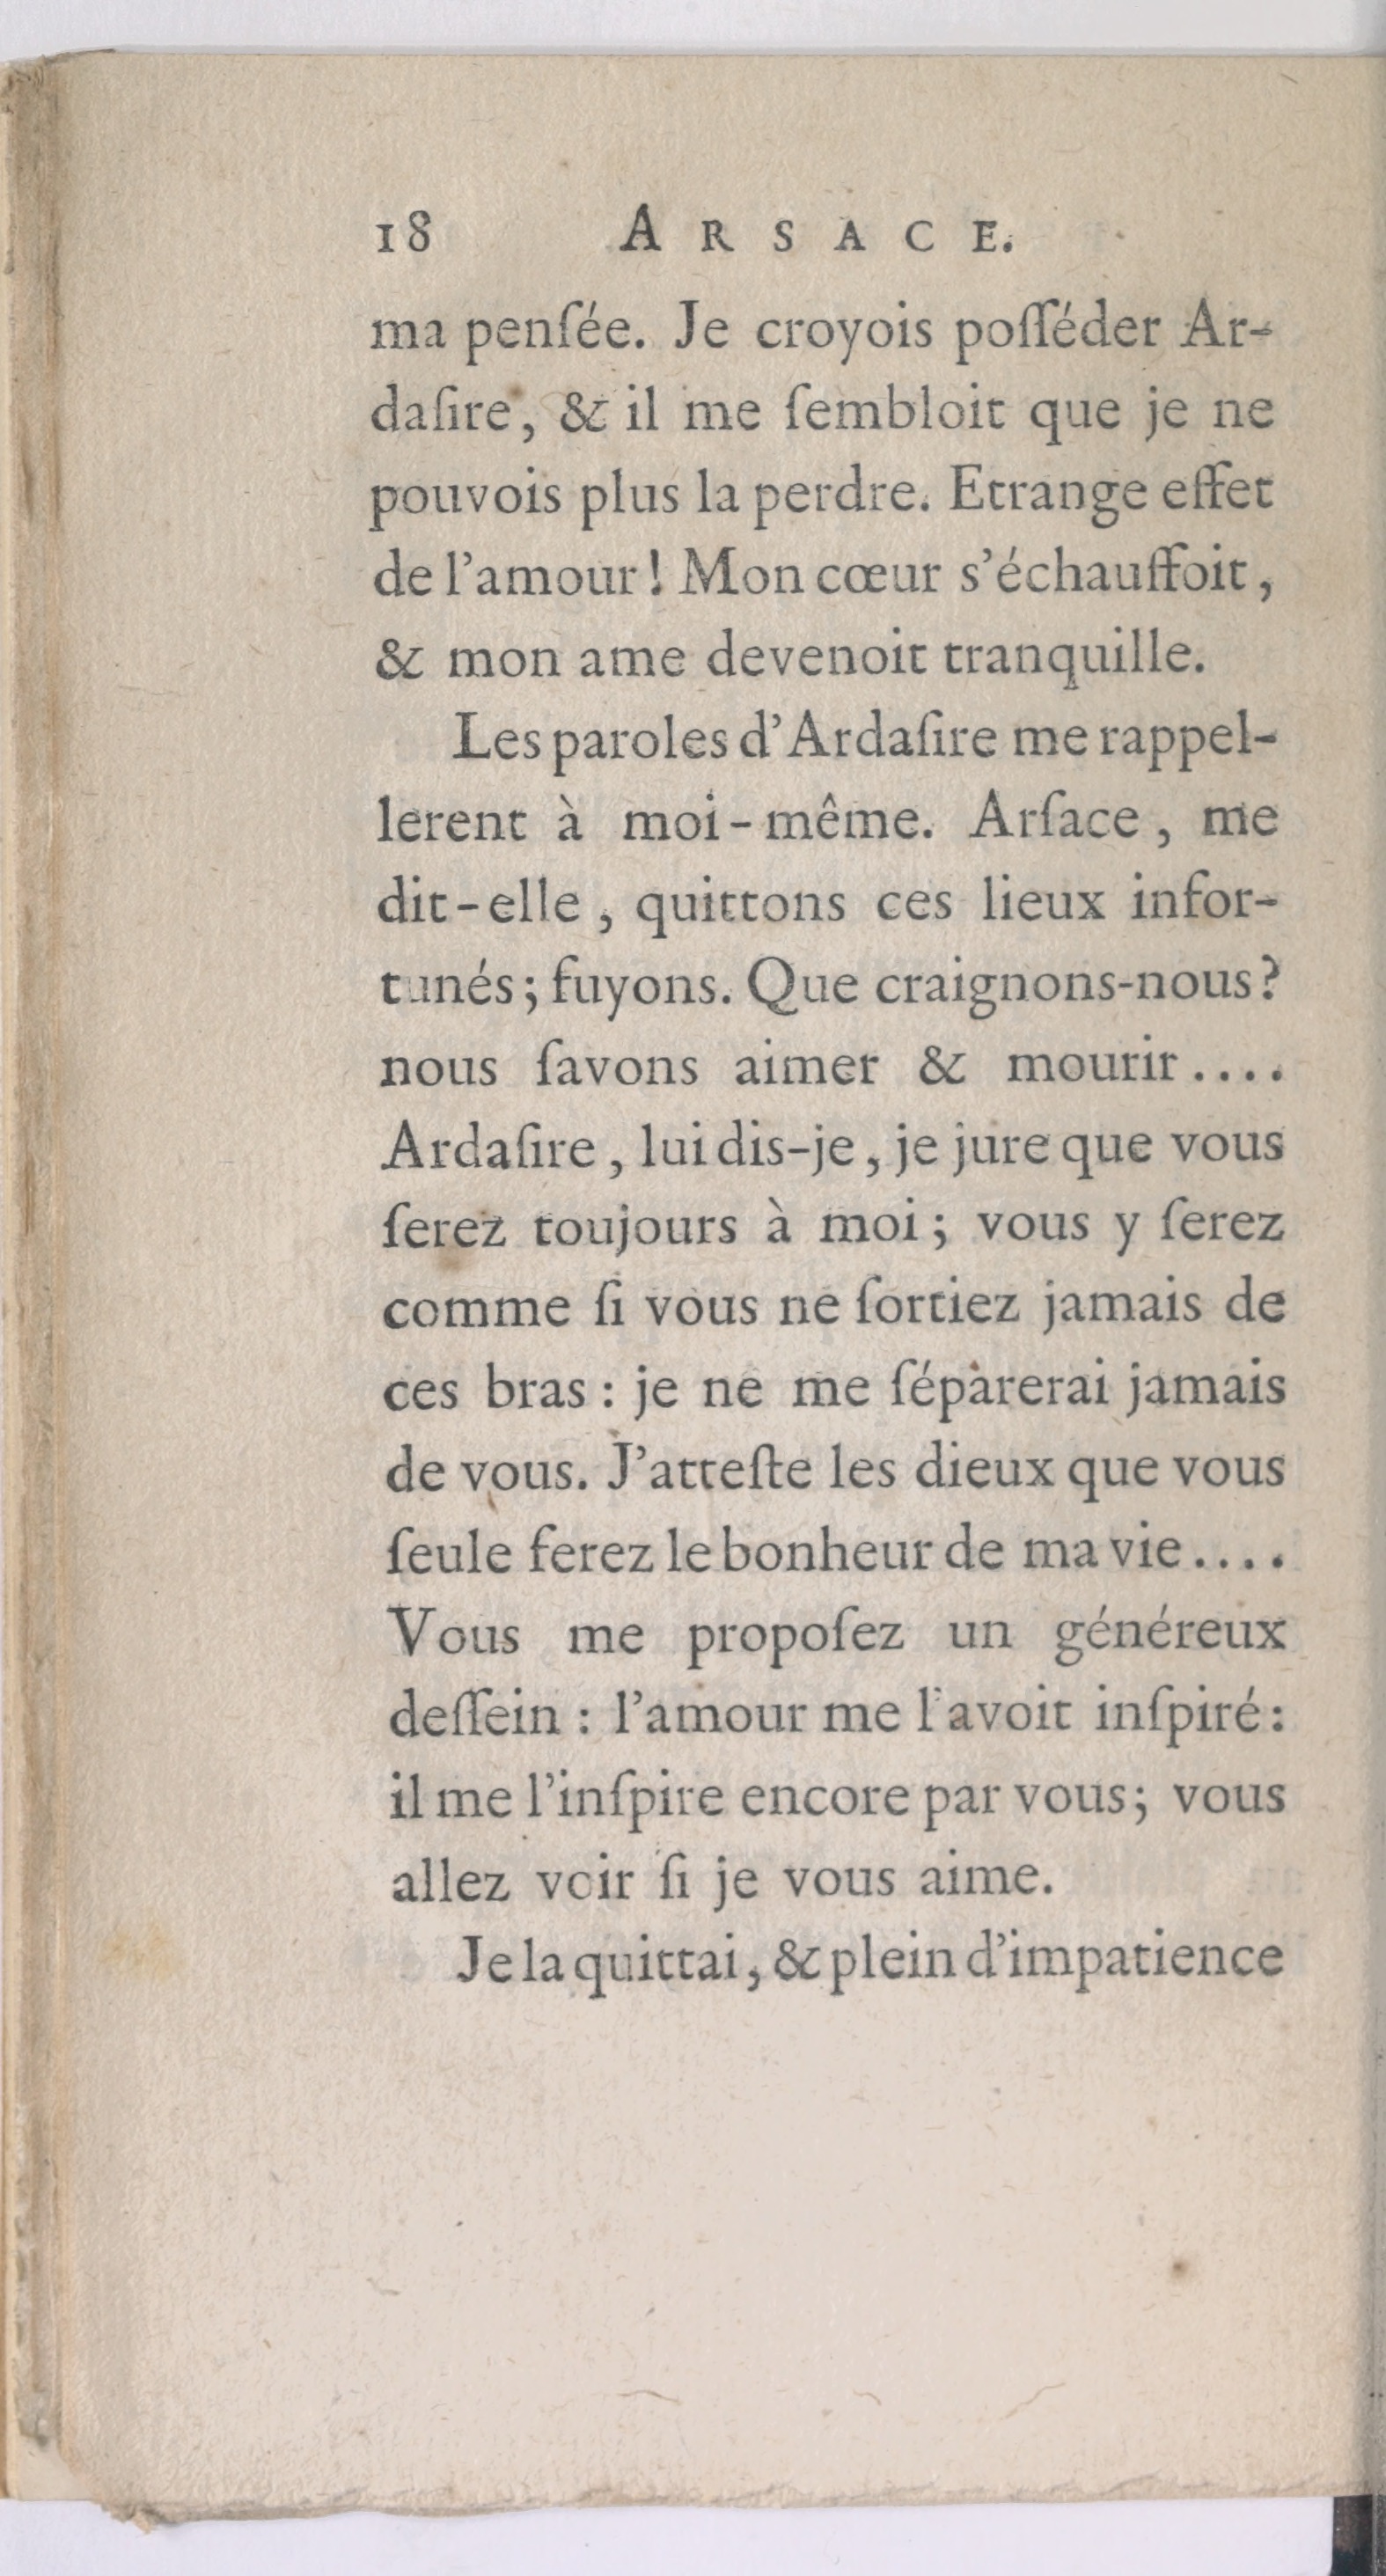 18 ARSACE.
ma penſée. Je croyois poſſéder Ar-
daſire, & il me ſembloit que je ne
pouvois plus la perdre. Etrange effet
de l'amour ! Mon cœur s'échauffoit,
& mon ame devenoit tranquille.
Les paroles d'Ardaſire me rappel-
lerent à moi-même. Arſace, me
dit-elle, quittons ces lieux infor-
tunés ; fuyons. Que craignons-nous ?
nous ſavons aimer & mourir....
Ardaſire, lui dis-je, je jure que vous
ſerez toujours à moi ; vous y ſerez
comme ſi vous ne ſortiez jamais de
ces bras : je ne me ſéparerai jamais
de vous. J'atteſte les dieux que vous
ſeule ferez le bonheur de ma vie....
Vous me propoſez un généreux
deſſein : l'amour me l'avoit inſpiré :
il me l'inſpire encore par vous ; vous
allez voir ſi je vous aime.
Je la quittai, & plein d'impatience